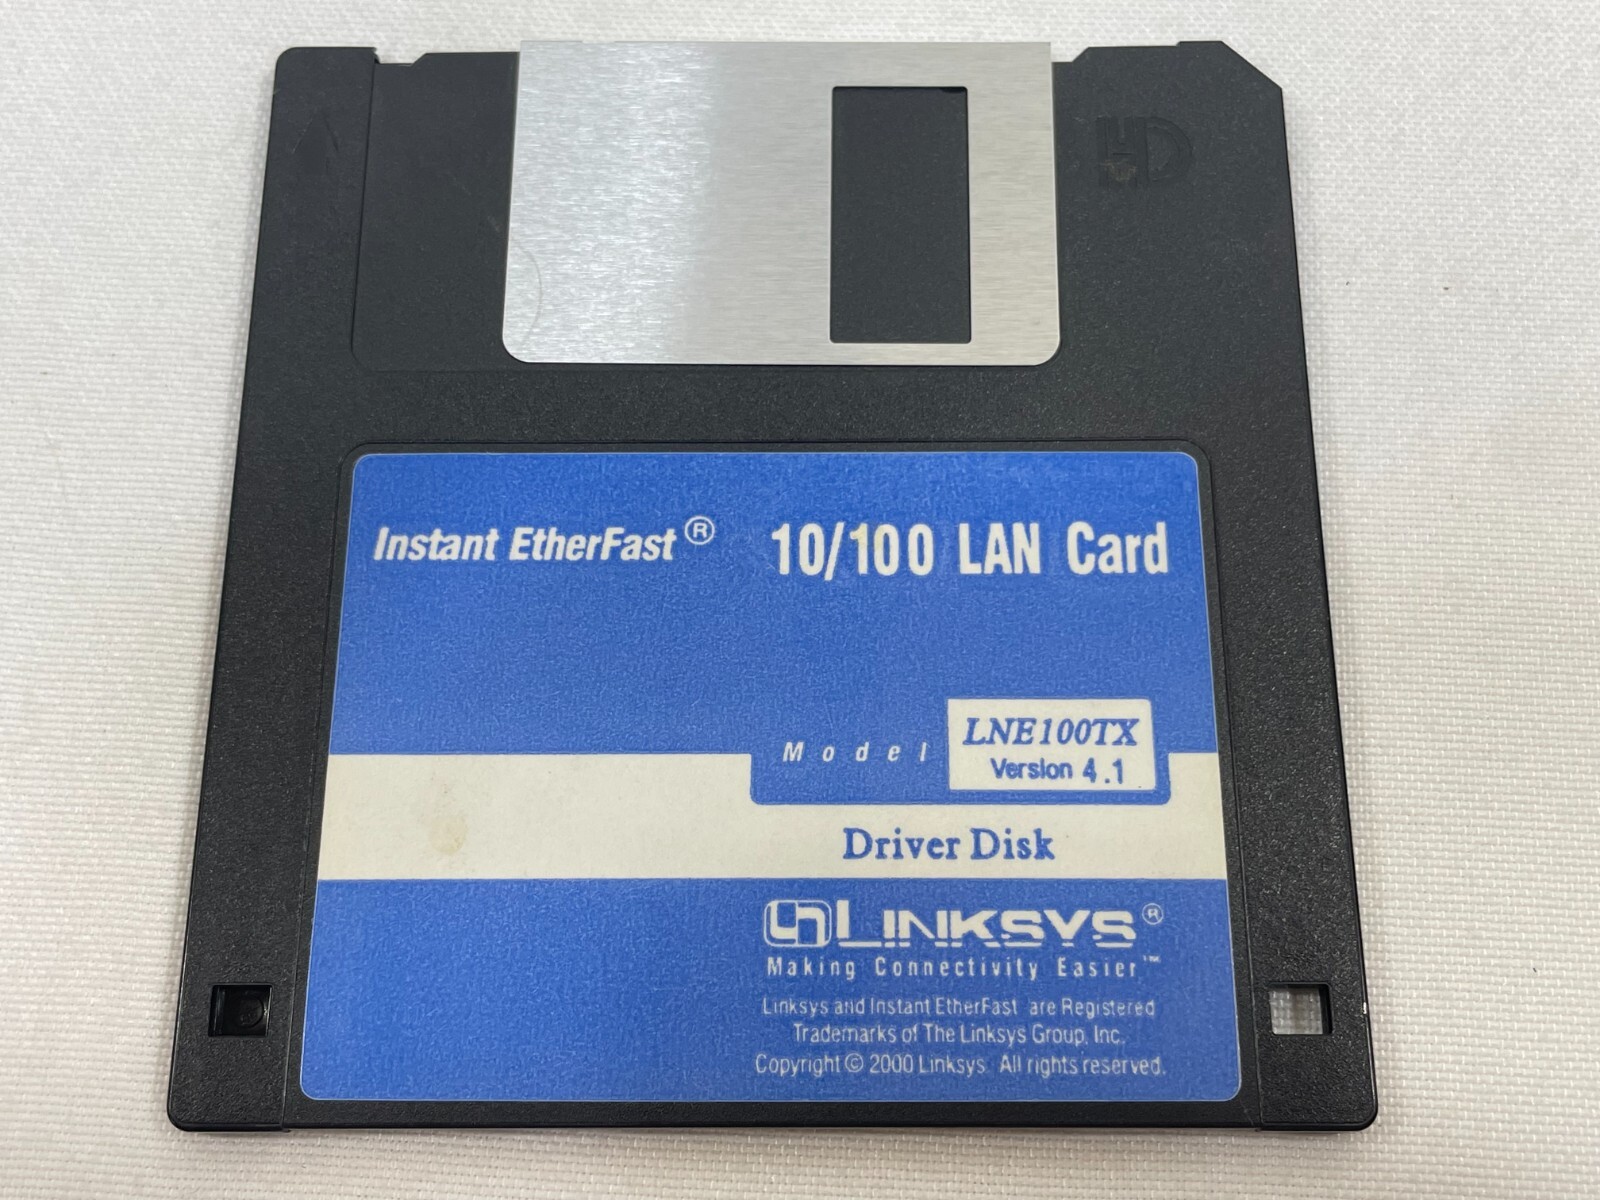 HD
Instant EtherFast® 10/100 LAN Card
Model LNE100TX
Version 4.1
Driver Disk
LINKSYS®
Making Connectivity Easier™
Linksys and Instant EtherFast are Registered
Trademarks of The Linksys Group, Inc.
Copyright © 2000 Linksys All rights reserved.